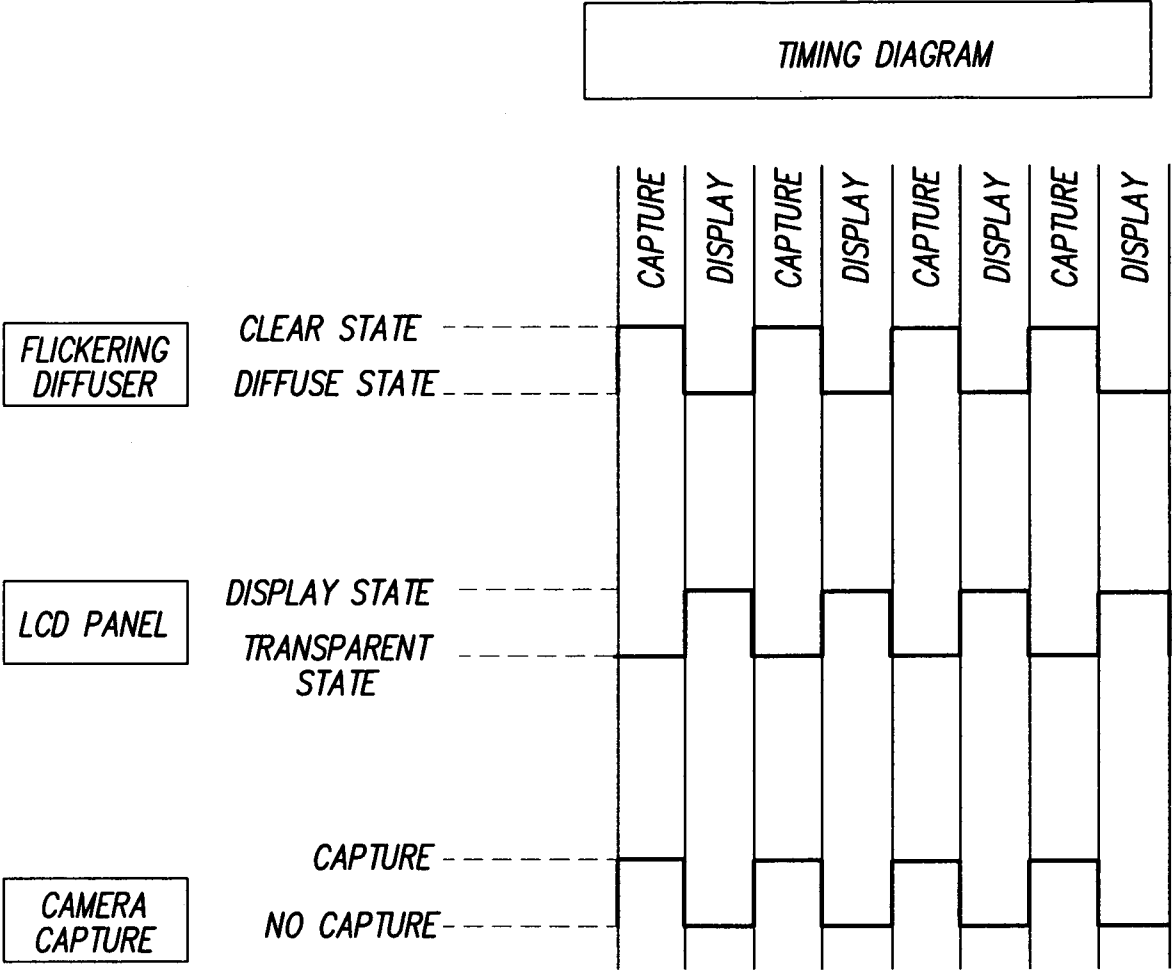 TIMING DIAGRAM
CAPTURE
DISPLAY
CAPTURE
DISPLAY
CAPTURE
DISPLAY
CAPTURE
DISPLAY
FLICKERING
DIFFUSER
CLEAR STATE
DIFFUSE STATE
LCD PANEL
DISPLAY STATE
TRANSPARENT
STATE
CAMERA
CAPTURE
CAPTURE
NO CAPTURE